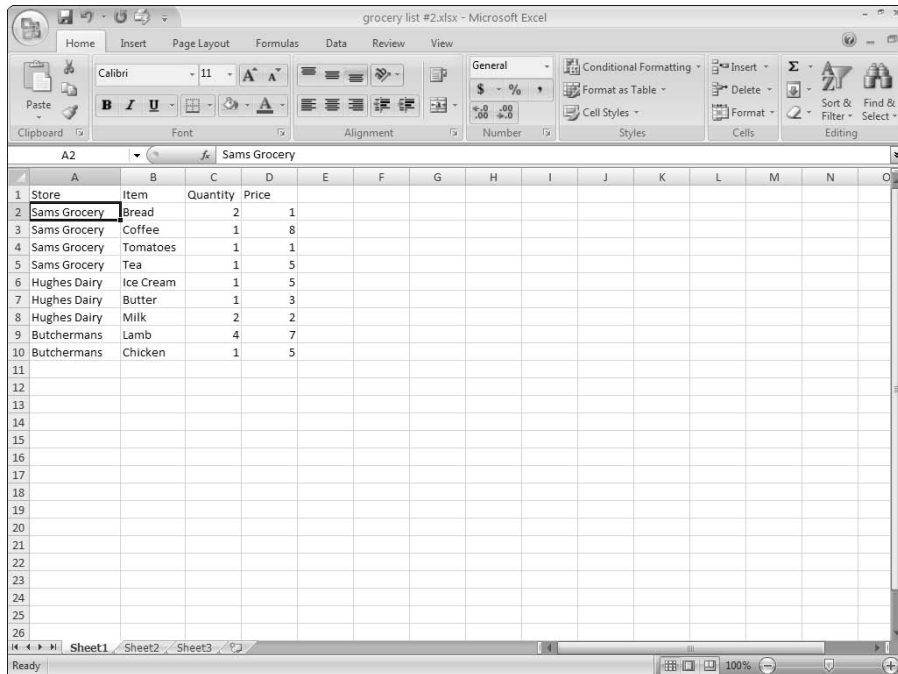 grocery list #2.xlsx - Microsoft Excel
Home Insert Page Layout Formulas Data Review View
Calibri 11 A A General Conditional Formatting Insert Σ
Paste B I U A $ % , Format as Table Delete Sort & Filter Find & Select
.0 .00 .00 .0 Cell Styles Format
Clipboard Font Alignment Number Styles Cells Editing
A2 fx Sams Grocery
A B C D E F G H I J K L M N O
1 Store Item Quantity Price
2 Sams Grocery Bread 2 1
3 Sams Grocery Coffee 1 8
4 Sams Grocery Tomatoes 1 1
5 Sams Grocery Tea 1 5
6 Hughes Dairy Ice Cream 1 5
7 Hughes Dairy Butter 1 3
8 Hughes Dairy Milk 2 2
9 Butchermans Lamb 4 7
10 Butchermans Chicken 1 5
11
12
13
14
15
16
17
18
19
20
21
22
23
24
25
26
Sheet1 Sheet2 Sheet3
Ready 100%